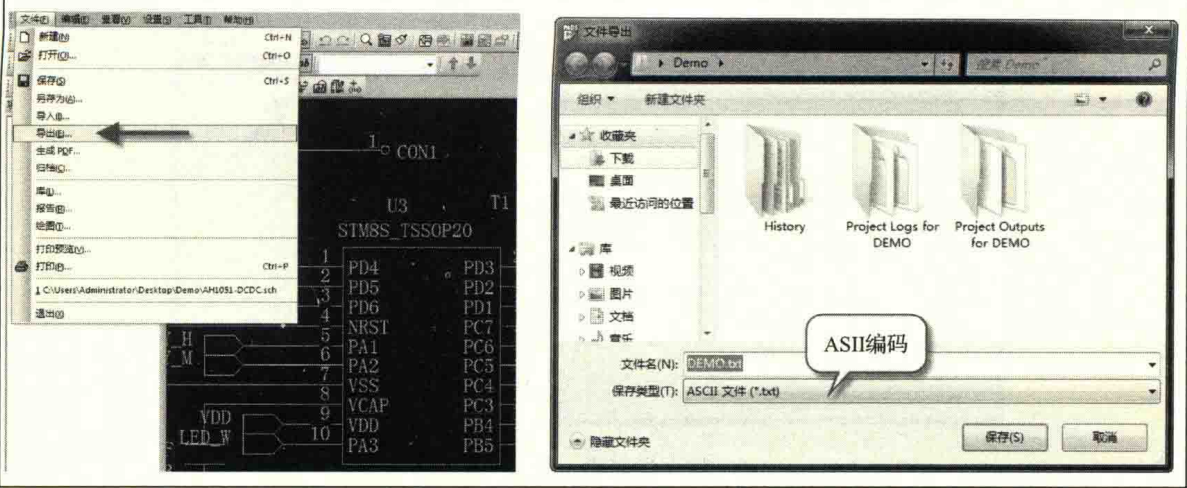 文件(F) 编辑(E) 查看(V) 设置(S) 工具(T) 帮助(H)
新建(N) Ctrl+N
打开(O)... Ctrl+O
保存(S) Ctrl+S
另存为(A)...
导入(I)...
导出(E)...
生成 PDF...
归档(C)...
库(L)...
报告(R)...
绘图(T)...
打印预览(V)...
打印(P)... Ctrl+P
1 C:\Users\Administrator\Desktop\Demo\AH1051-DCDC.sch
退出(X)
1 CON1
U3 T1
STM8S_TSSOP20
1 PD4 PD3
2 PD5 PD2
3 PD6 PD1
4 NRST PC7
5 PA1 PC6
6 PA2 PC5
7 VSS PC4
8 VCAP PC3
9 VDD PB4
10 PA3 PB5
H
M
VDD
LED_W
文件导出
Demo
搜索 Demo
组织 新建文件夹
收藏夹
下载
桌面
最近访问的位置
库
视频
图片
文档
音乐
History
Project Logs for DEMO
Project Outputs for DEMO
ASII编码
文件名(N): DEMO.txt
保存类型(T): ASCII 文件 (*.txt)
隐藏文件夹
保存(S) 取消